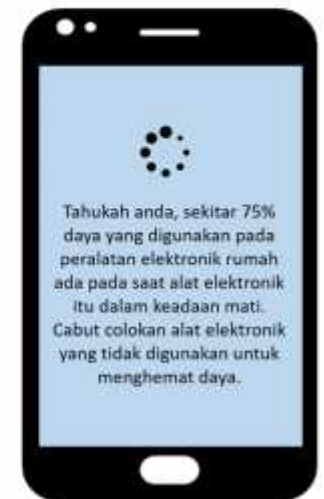 Tahukah anda, sekitar 75%
daya yang digunakan pada
peralatan elektronik rumah
ada pada saat alat elektronik
itu dalam keadaan mati.
Cabut colokan alat elektronik
yang tidak digunakan untuk
menghemat daya.